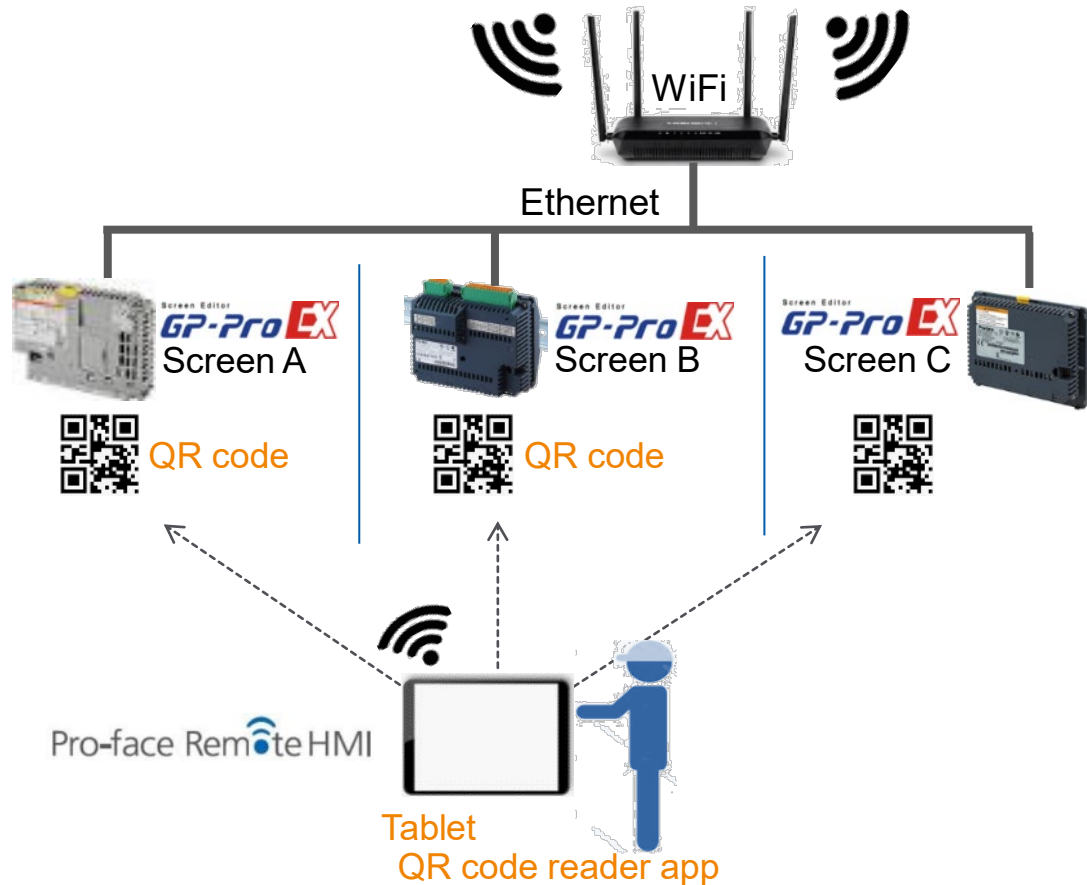 WiFi
Ethernet
Screen Editor
GP-Pro EX
Screen A
Screen Editor
GP-Pro EX
Screen B
Screen Editor
GP-Pro EX
Screen C
QR code
QR code
Pro-face Remote HMI
Tablet
QR code reader app